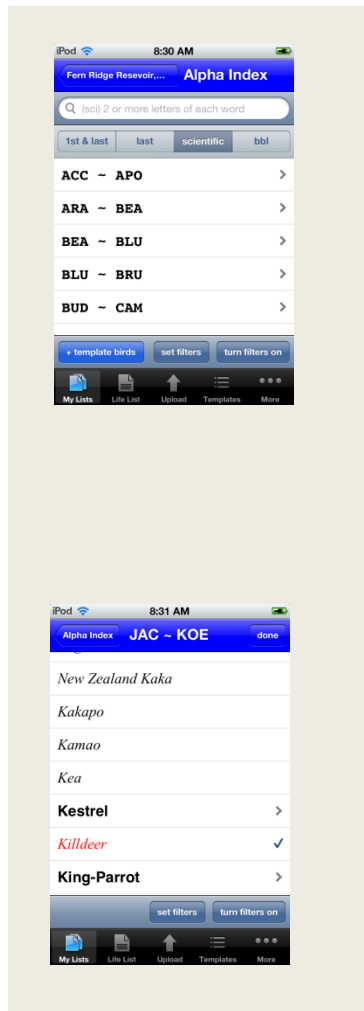 iPod 8:30 AM
Fern Ridge Resevoir,... Alpha Index
(sci) 2 or more letters of each word
1st & last last scientific bbl
ACC ~ APO
ARA ~ BEA
BEA ~ BLU
BLU ~ BRU
BUD ~ CAM
+ template birds set filters turn filters on
My Lists Life List Upload Templates More
iPod 8:31 AM
Alpha Index JAC ~ KOE done
New Zealand Kaka
Kakapo
Kamao
Kea
Kestrel
Killdeer
King-Parrot
set filters turn filters on
My Lists Life List Upload Templates More